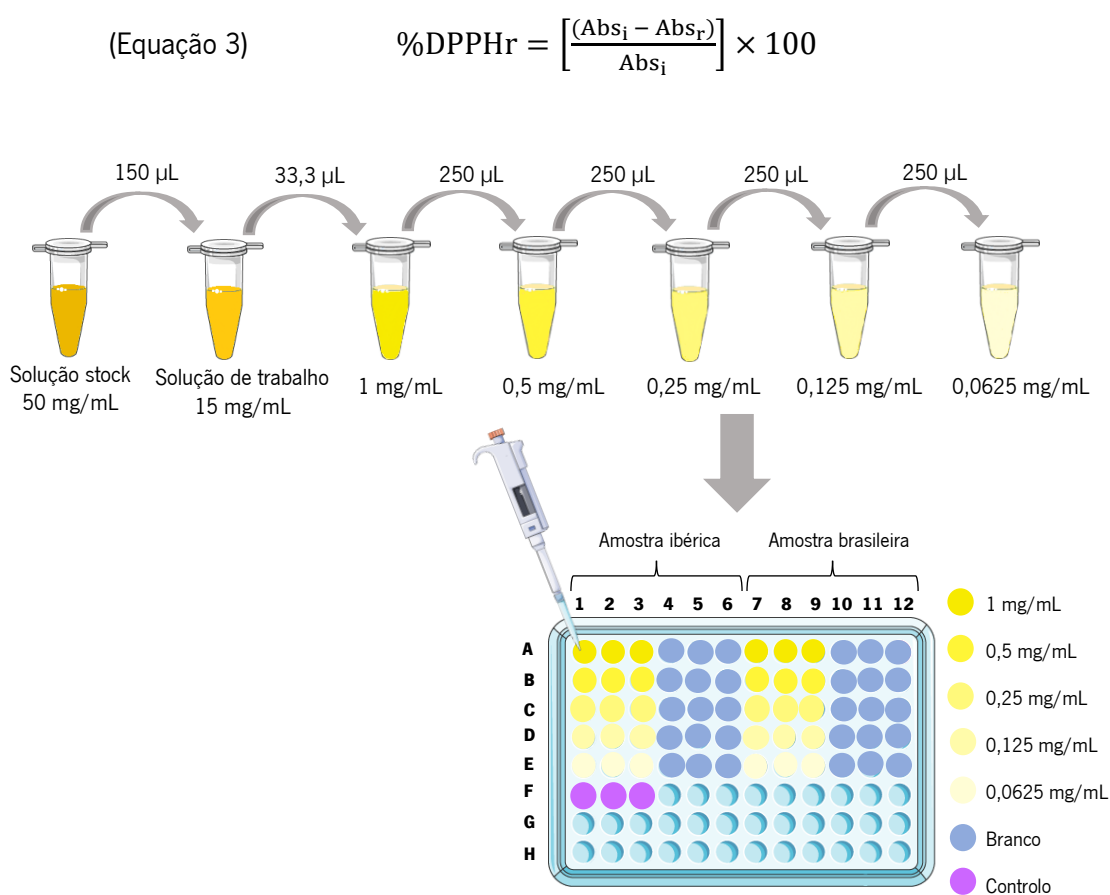 (Equação 3)
%DPPHr = [(Absᵢ − Absᵣ) / Absᵢ] × 100
150 µL
33,3 µL
250 µL
250 µL
250 µL
250 µL
Solução stock
50 mg/mL
Solução de trabalho
15 mg/mL
1 mg/mL
0,5 mg/mL
0,25 mg/mL
0,125 mg/mL
0,0625 mg/mL
Amostra ibérica
Amostra brasileira
1 2 3 4 5 6 7 8 9 10 11 12
A
B
C
D
E
F
G
H
1 mg/mL
0,5 mg/mL
0,25 mg/mL
0,125 mg/mL
0,0625 mg/mL
Branco
Controlo